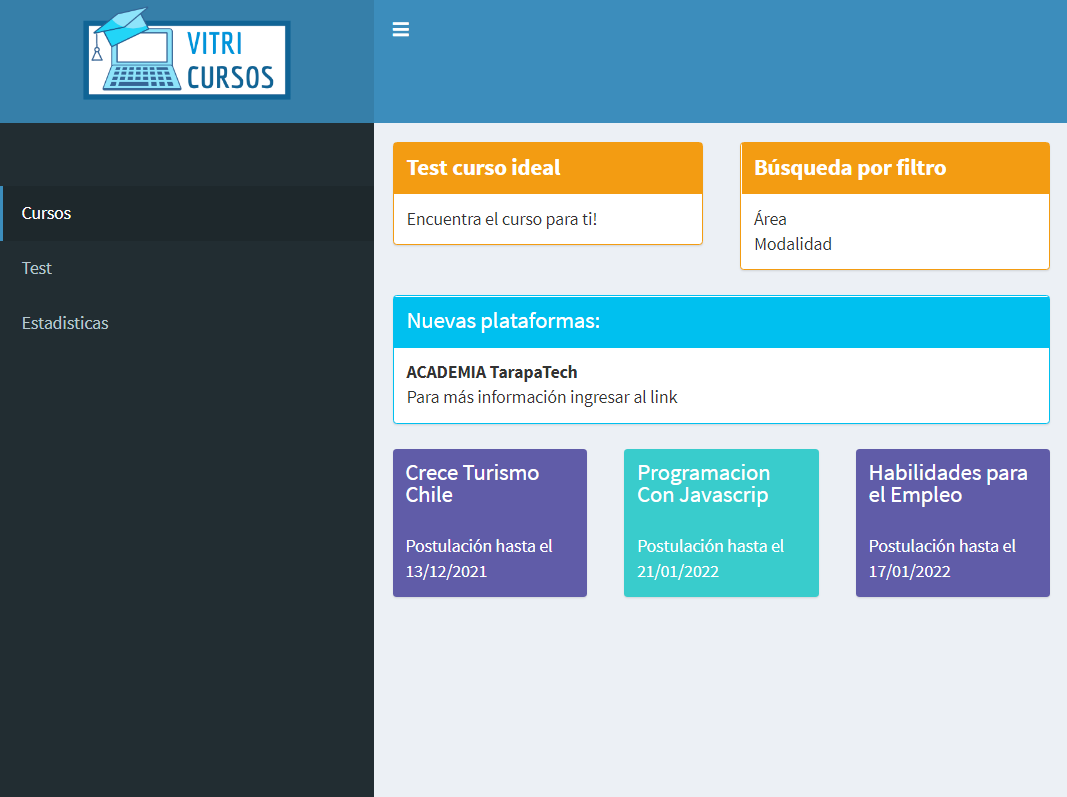 VITRI
CURSOS
Cursos
Test
Estadisticas
Test curso ideal
Encuentra el curso para ti!
Búsqueda por filtro
Área
Modalidad
Nuevas plataformas:
ACADEMIA TarapaTech
Para más información ingresar al link
Crece Turismo
Chile
Postulación hasta el
13/12/2021
Programacion
Con Javascrip
Postulación hasta el
21/01/2022
Habilidades para
el Empleo
Postulación hasta el
17/01/2022